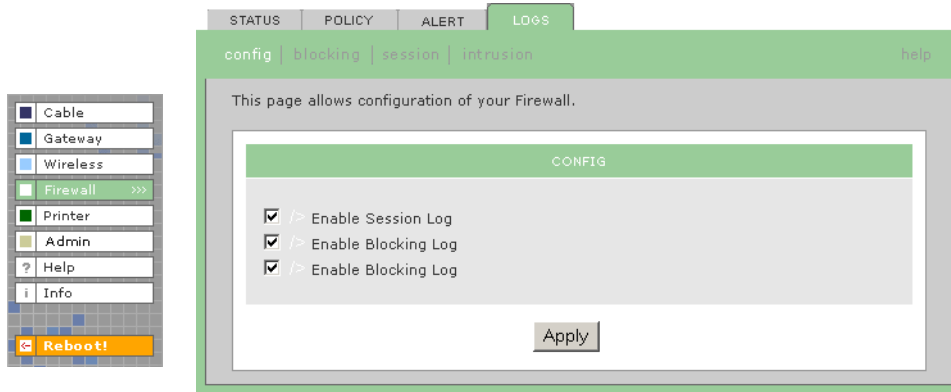 STATUS POLICY ALERT LOGS
config | blocking | session | intrusion help
This page allows configuration of your Firewall.
Cable
Gateway
Wireless
Firewall >>>
Printer
Admin
? Help
i Info
Reboot!
CONFIG
/> Enable Session Log
/> Enable Blocking Log
/> Enable Blocking Log
Apply